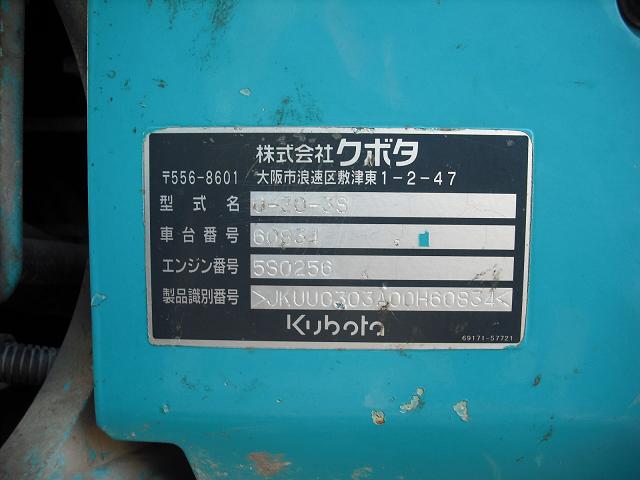 株式会社クボタ
〒556-8601 大阪市浪速区敷津東1-2-47
型式名 U-30-3S
車台番号 60834
エンジン番号 5S0256
製品識別番号 >JKUU0303A00H60834<
Kubota
69171-57721